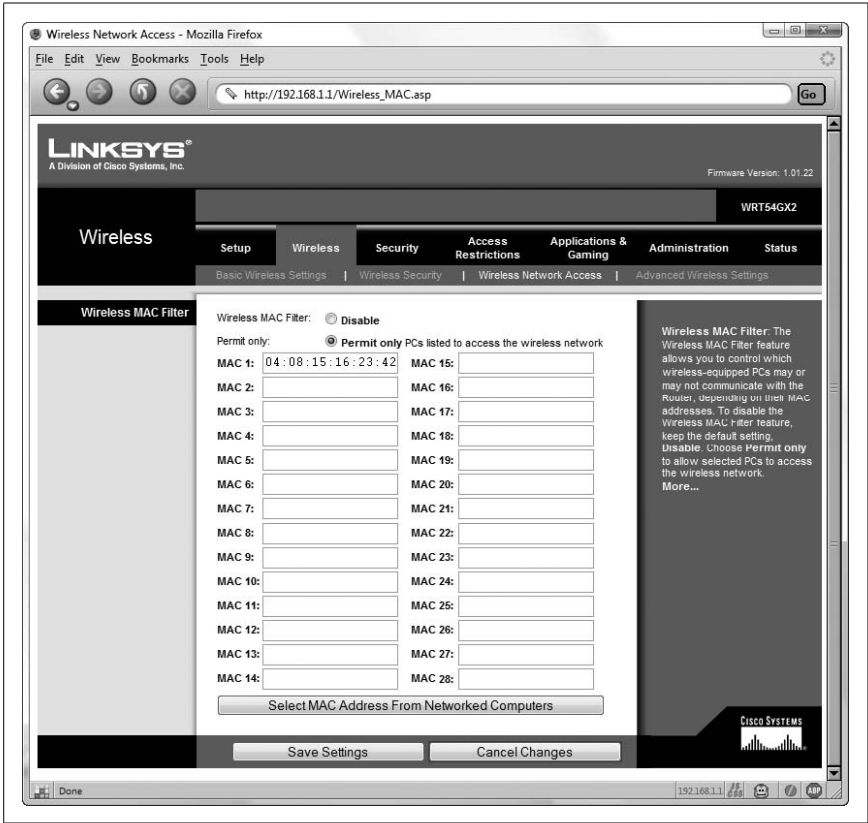 Wireless Network Access - Mozilla Firefox
File Edit View Bookmarks Tools Help
http://192.168.1.1/Wireless_MAC.asp
Go
LINKSYS®
A Division of Cisco Systems, Inc.
Firmware Version: 1.01.22
WRT54GX2
Wireless
Setup
Wireless
Security
Access Restrictions
Applications & Gaming
Administration
Status
Basic Wireless Settings | Wireless Security | Wireless Network Access | Advanced Wireless Settings
Wireless MAC Filter
Wireless MAC Filter: Disable
Permit only: Permit only PCs listed to access the wireless network
MAC 1: 04:08:15:16:23:42 MAC 15:
MAC 2: MAC 16:
MAC 3: MAC 17:
MAC 4: MAC 18:
MAC 5: MAC 19:
MAC 6: MAC 20:
MAC 7: MAC 21:
MAC 8: MAC 22:
MAC 9: MAC 23:
MAC 10: MAC 24:
MAC 11: MAC 25:
MAC 12: MAC 26:
MAC 13: MAC 27:
MAC 14: MAC 28:
Select MAC Address From Networked Computers
Save Settings
Cancel Changes
Wireless MAC Filter: The
Wireless MAC Filter feature
allows you to control which
wireless-equipped PCs may or
may not communicate with the
Router, depending on their MAC
addresses. To disable the
Wireless MAC Filter feature,
keep the default setting,
Disable. Choose Permit only
to allow selected PCs to access
the wireless network.
More...
CISCO SYSTEMS
Done
192.168.1.1
ABP